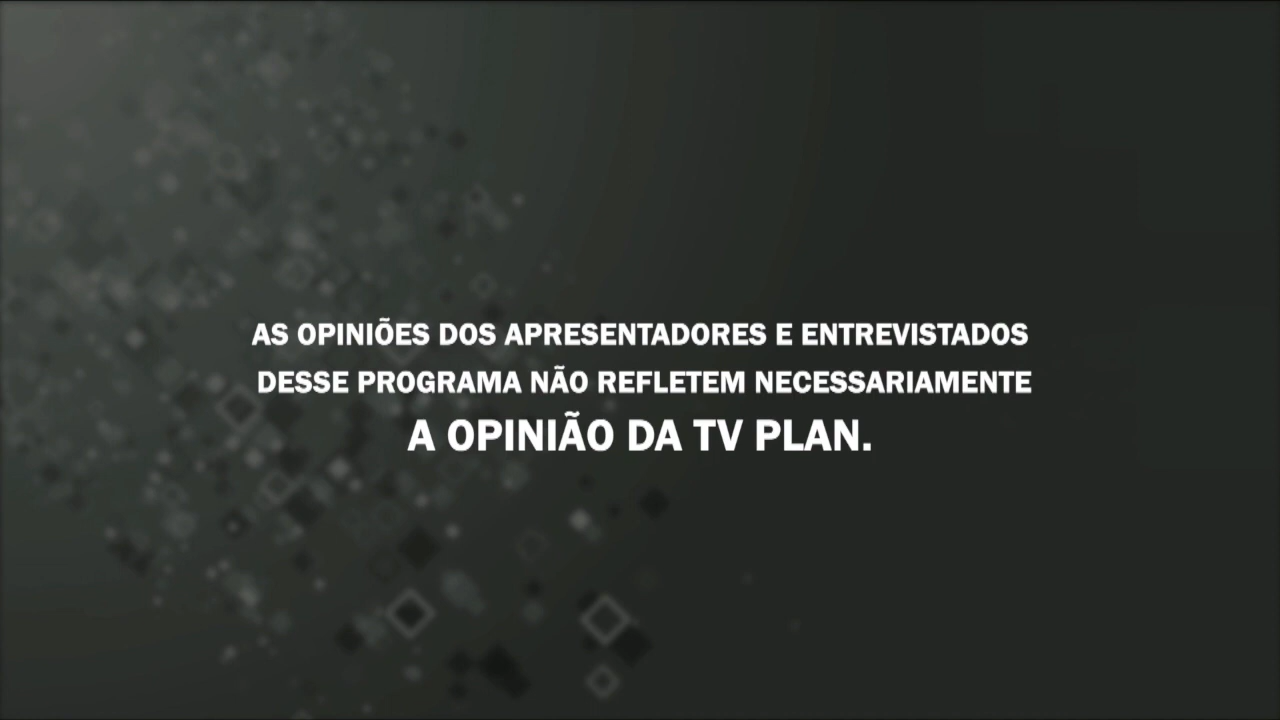 AS OPINIÕES DOS APRESENTADORES E ENTREVISTADOS
DESSE PROGRAMA NÃO REFLETEM NECESSARIAMENTE
A OPINIÃO DA TV PLAN.